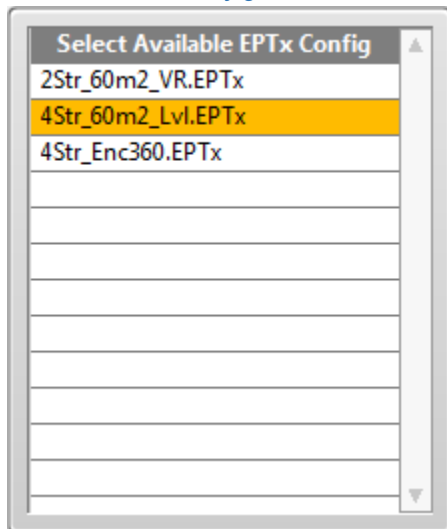 Select Available EPTx Config
2Str_60m2_VR.EPTx
4Str_60m2_Lvl.EPTx
4Str_Enc360.EPTx